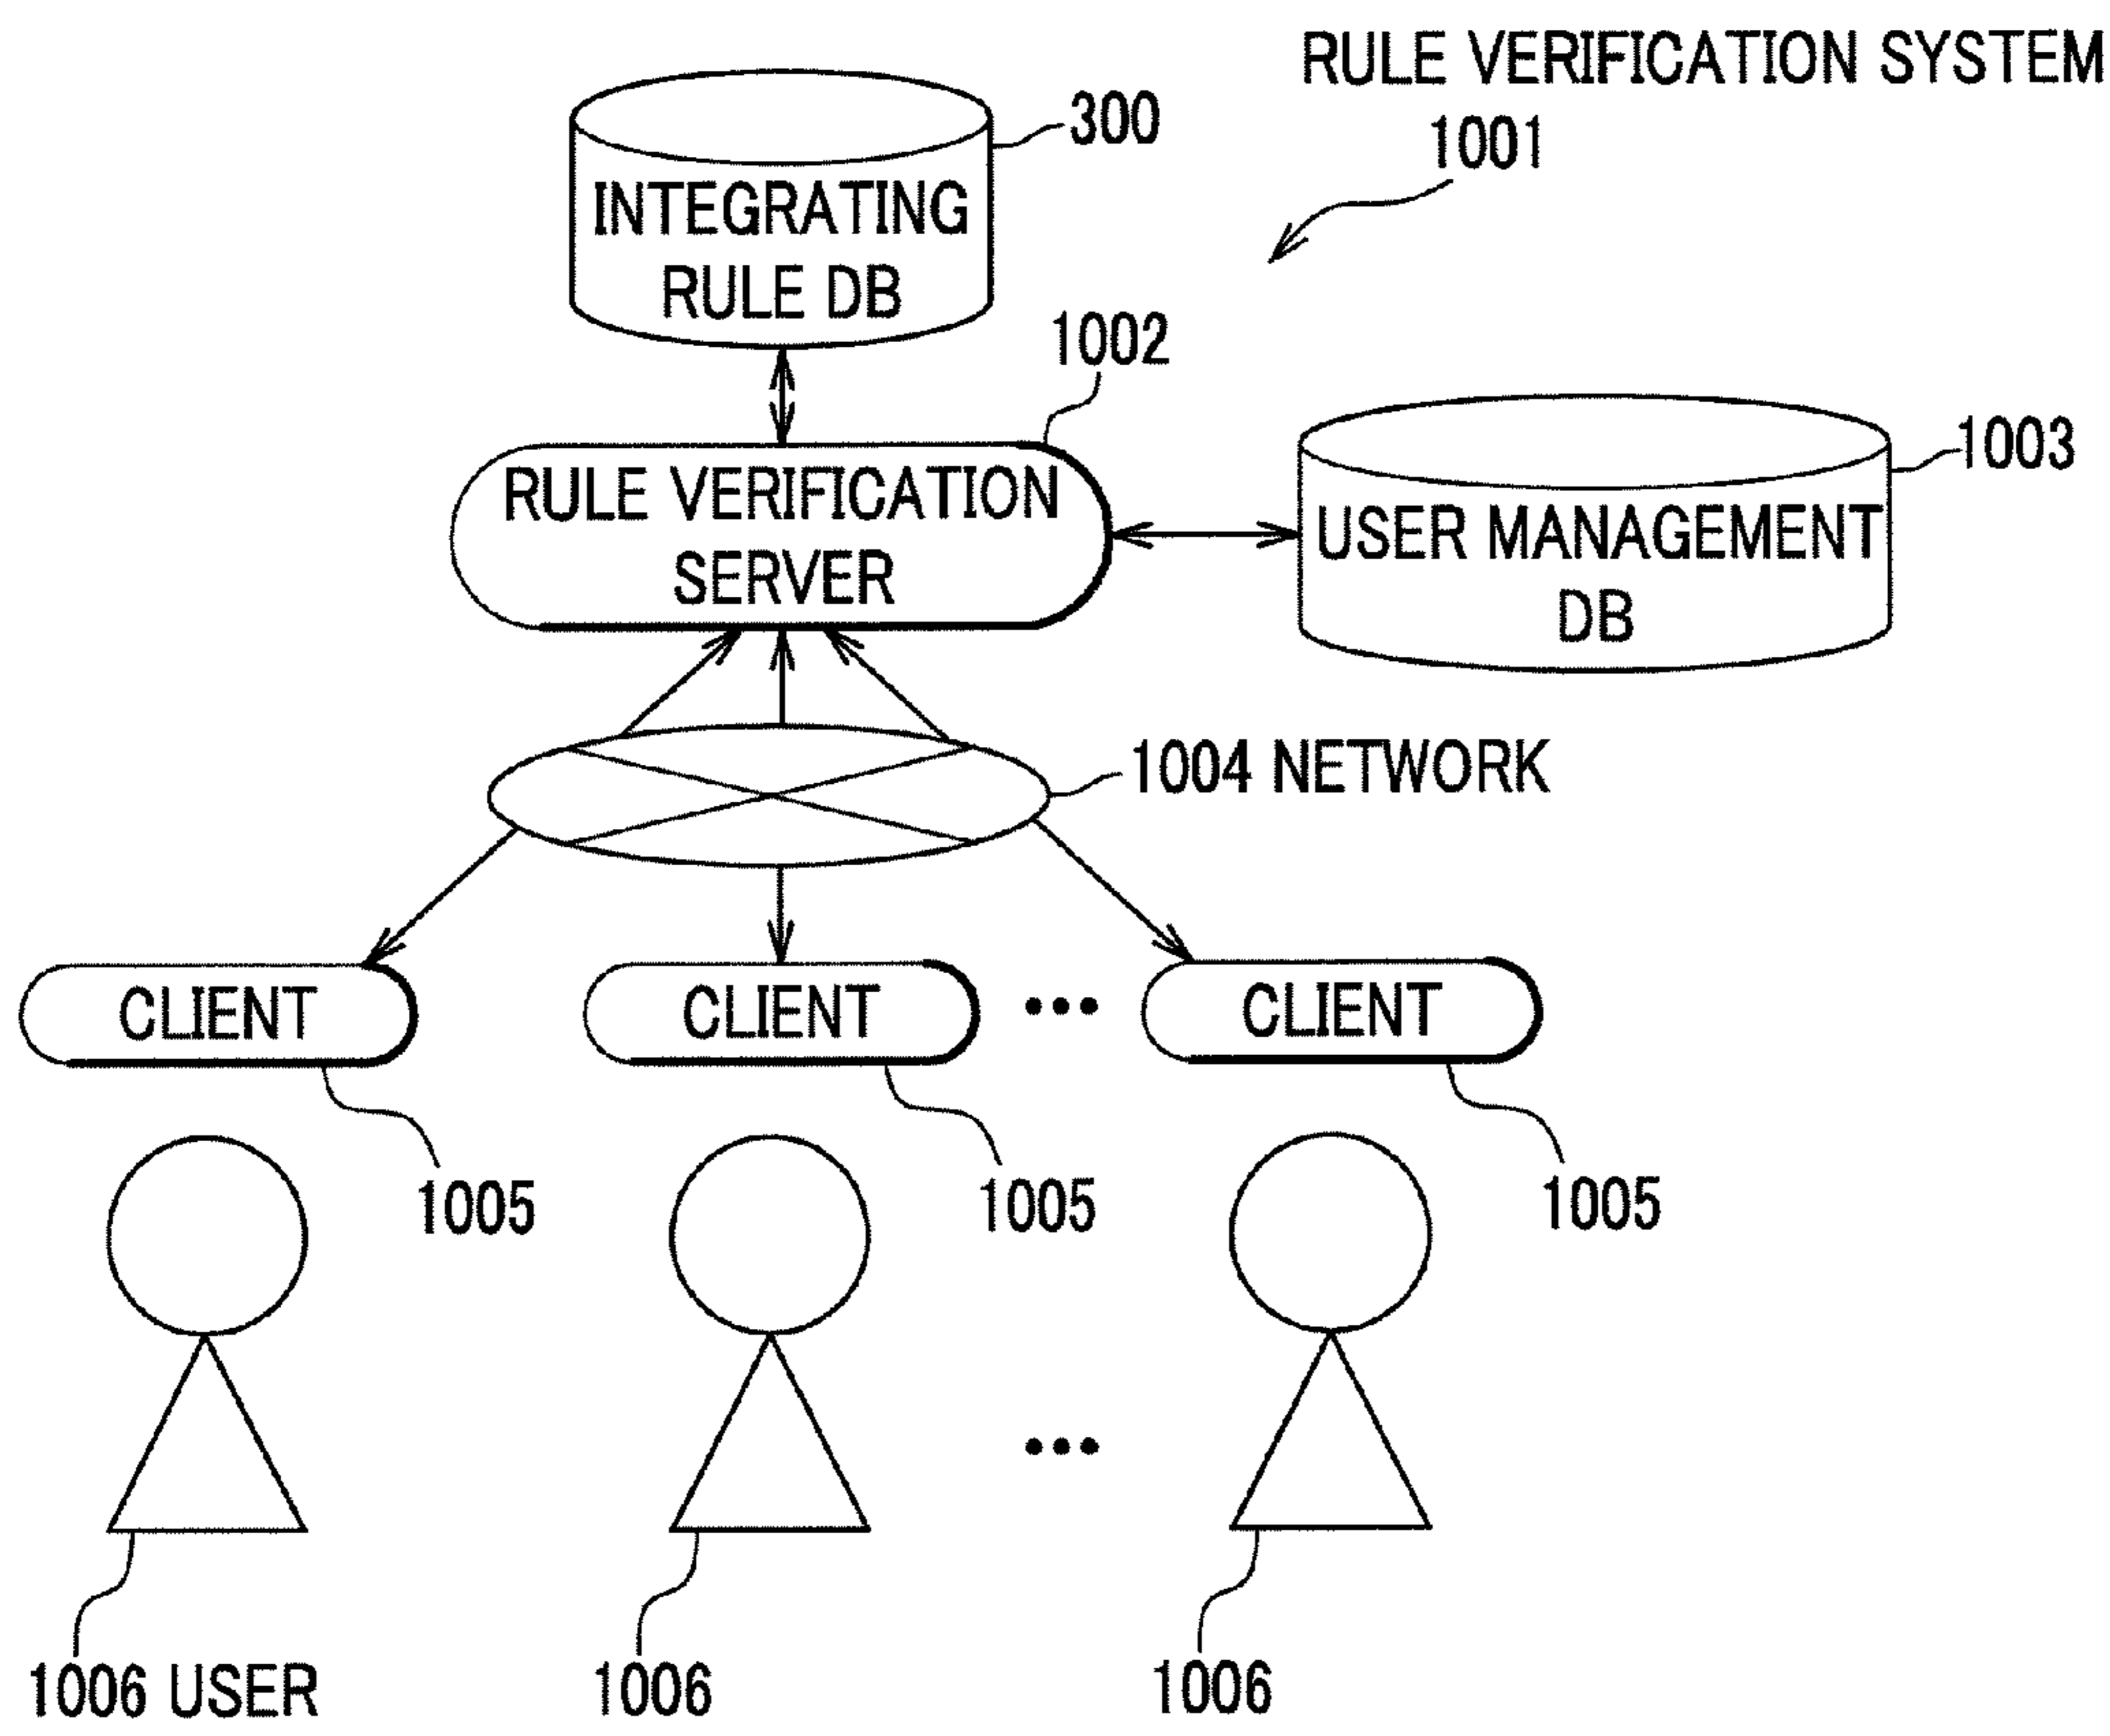 RULE VERIFICATION SYSTEM
1001
300
INTEGRATING
RULE DB
1002
RULE VERIFICATION
SERVER
1003
USER MANAGEMENT
DB
1004 NETWORK
CLIENT
CLIENT
•••
CLIENT
1005
1005
1005
•••
1006 USER
1006
1006